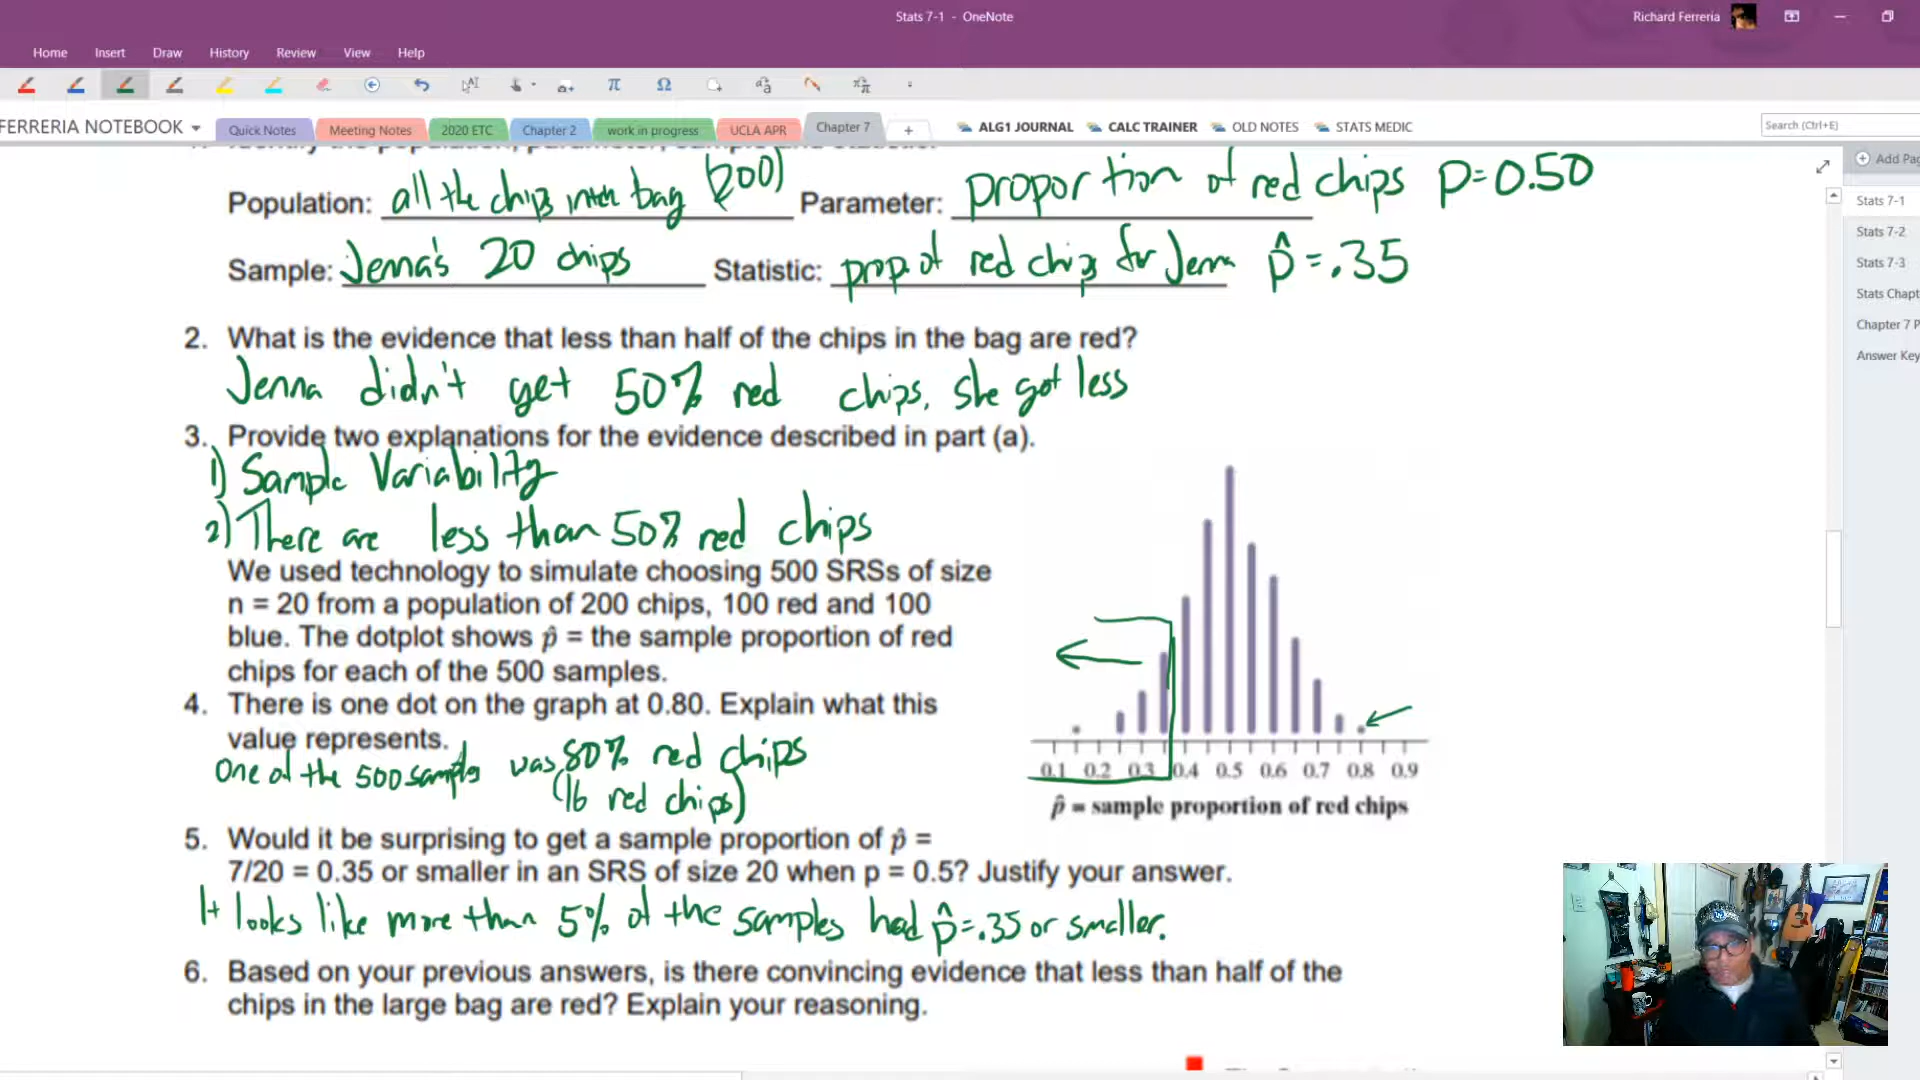 Stats 7-1 - OneNote
Richard Ferreria
Home Insert Draw History Review View Help
FERRERIA NOTEBOOK
Quick Notes Meeting Notes 2020 ETC Chapter 2 work in progress UCLA APR Chapter 7 +
ALG1 JOURNAL CALC TRAINER OLD NOTES STATS MEDIC
Search (Ctrl+E)
Add Pag
Stats 7-1
Stats 7-2
Stats 7-3
Stats Chapt
Chapter 7 P
Answer Key
Population: all the chips in the bag (200) Parameter: proportion of red chips p=0.50
Sample: Jenna's 20 chips Statistic: prop. of red chips for Jenna p̂=.35
2. What is the evidence that less than half of the chips in the bag are red?
Jenna didn't get 50% red chips, she got less
3. Provide two explanations for the evidence described in part (a).
1) Sample Variability
2) There are less than 50% red chips
We used technology to simulate choosing 500 SRSs of size
n = 20 from a population of 200 chips, 100 red and 100
blue. The dotplot shows p̂ = the sample proportion of red
chips for each of the 500 samples.
4. There is one dot on the graph at 0.80. Explain what this
value represents.
One of the 500 samples was 80% red chips
(16 red chips)
0.1 0.2 0.3 0.4 0.5 0.6 0.7 0.8 0.9
p̂ = sample proportion of red chips
5. Would it be surprising to get a sample proportion of p̂ =
7/20 = 0.35 or smaller in an SRS of size 20 when p = 0.5? Justify your answer.
It looks like more than 5% of the samples had p̂=.35 or smaller.
6. Based on your previous answers, is there convincing evidence that less than half of the
chips in the large bag are red? Explain your reasoning.